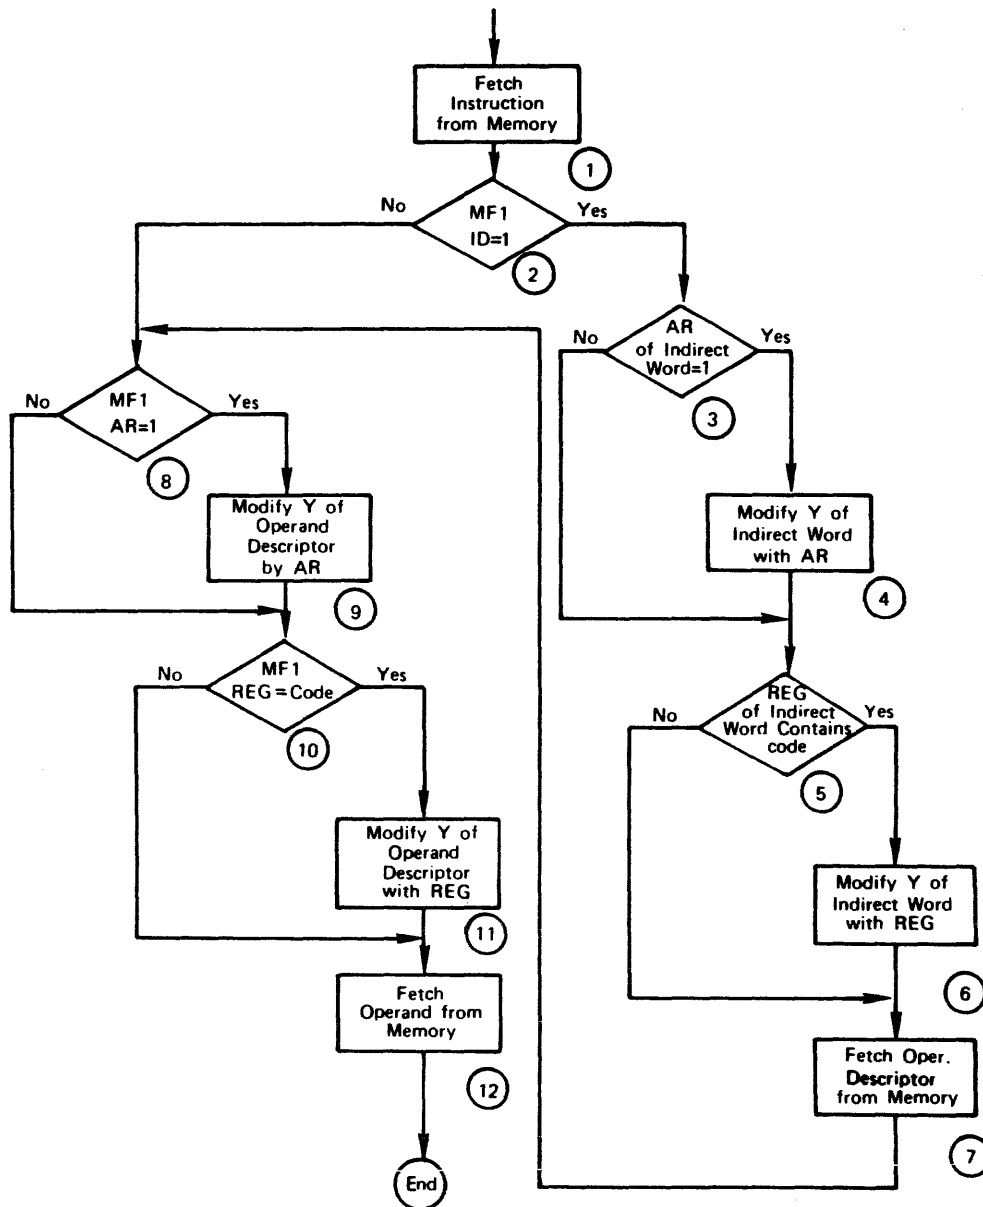 Fetch
Instruction
from Memory
1
No
MF1
ID=1
Yes
2
No
AR
of Indirect
Word=1
Yes
3
No
MF1
AR=1
Yes
8
Modify Y of
Operand
Descriptor
by AR
9
Modify Y of
Indirect Word
with AR
4
No
MF1
REG=Code
Yes
10
No
REG
of Indirect
Word Contains
code
Yes
5
Modify Y of
Operand
Descriptor
with REG
11
Modify Y of
Indirect Word
with REG
6
Fetch
Operand from
Memory
12
Fetch Oper.
Descriptor
from Memory
7
End